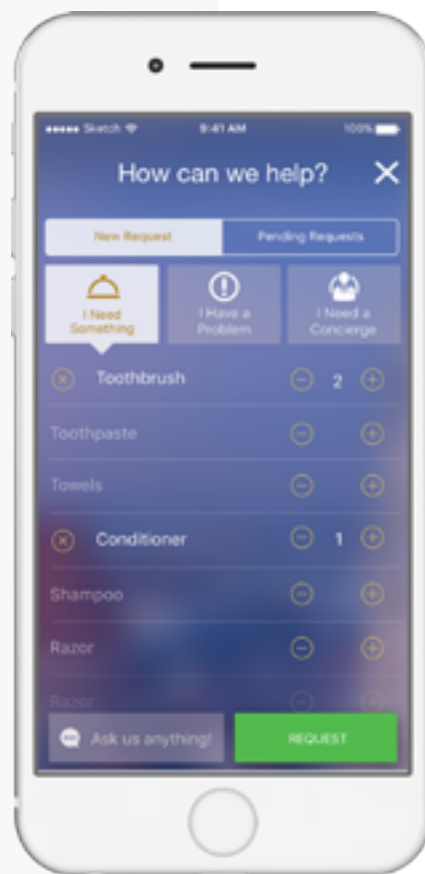 Sketch 9:41 AM 100%
How can we help?
New Request Pending Requests
I Need
Something
I Have a
Problem
I Need a
Concierge
Toothbrush 2
Toothpaste
Towels
Conditioner 1
Shampoo
Razor
Razor
Ask us anything! REQUEST